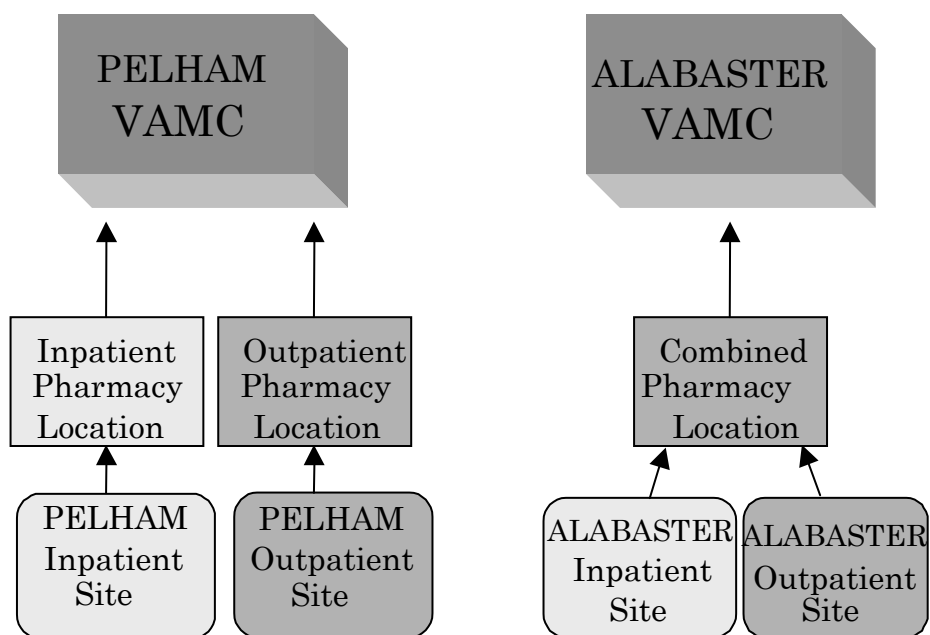 PELHAM
VAMC
ALABASTER
VAMC
Inpatient
Pharmacy
Location
Outpatient
Pharmacy
Location
Combined
Pharmacy
Location
PELHAM
Inpatient
Site
PELHAM
Outpatient
Site
ALABASTER
Inpatient
Site
ALABASTER
Outpatient
Site